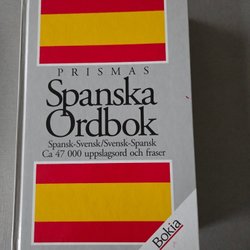 PRISMAS
Spanska
Ordbok
Spansk-Svensk/Svensk-Spansk
Ca 47 000 uppslagsord och fraser
Bokia